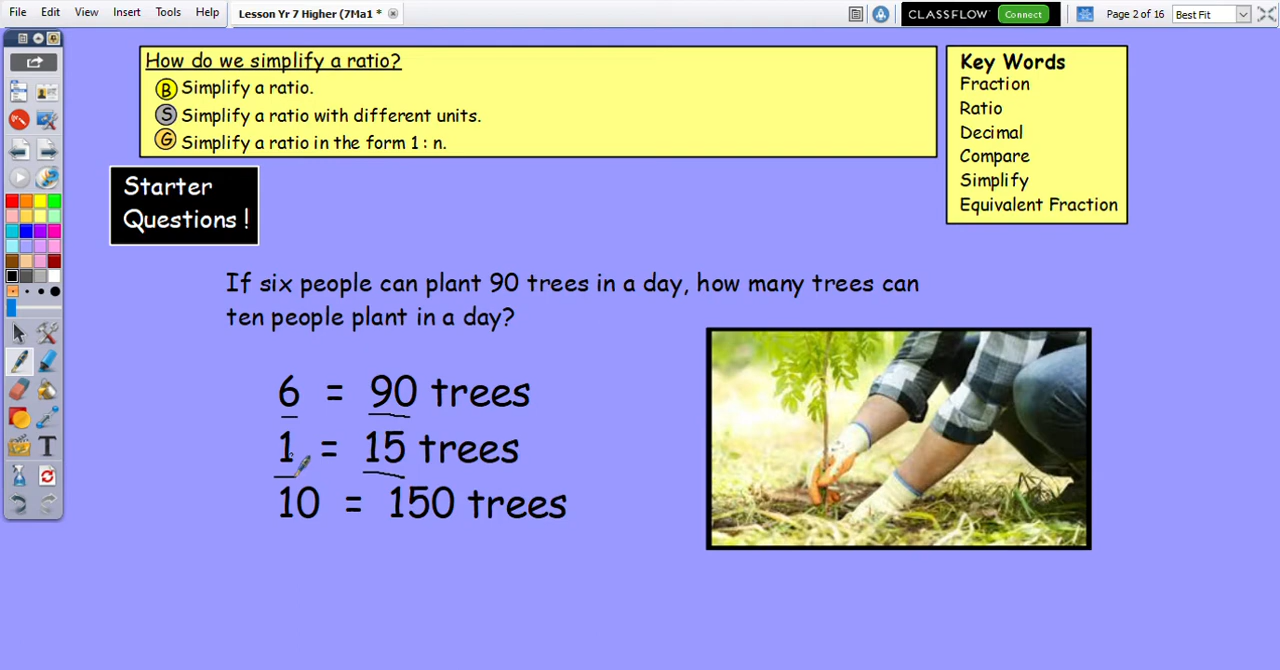 File Edit View Insert Tools Help Lesson Yr 7 Higher (7Ma1 * CLASSFLOW Connect Page 2 of 16 Best Fit
How do we simplify a ratio?
B Simplify a ratio.
S Simplify a ratio with different units.
G Simplify a ratio in the form 1 : n.
Key Words
Fraction
Ratio
Decimal
Compare
Simplify
Equivalent Fraction
Starter
Questions !
If six people can plant 90 trees in a day, how many trees can
ten people plant in a day?
6 = 90 trees
1 = 15 trees
10 = 150 trees
T